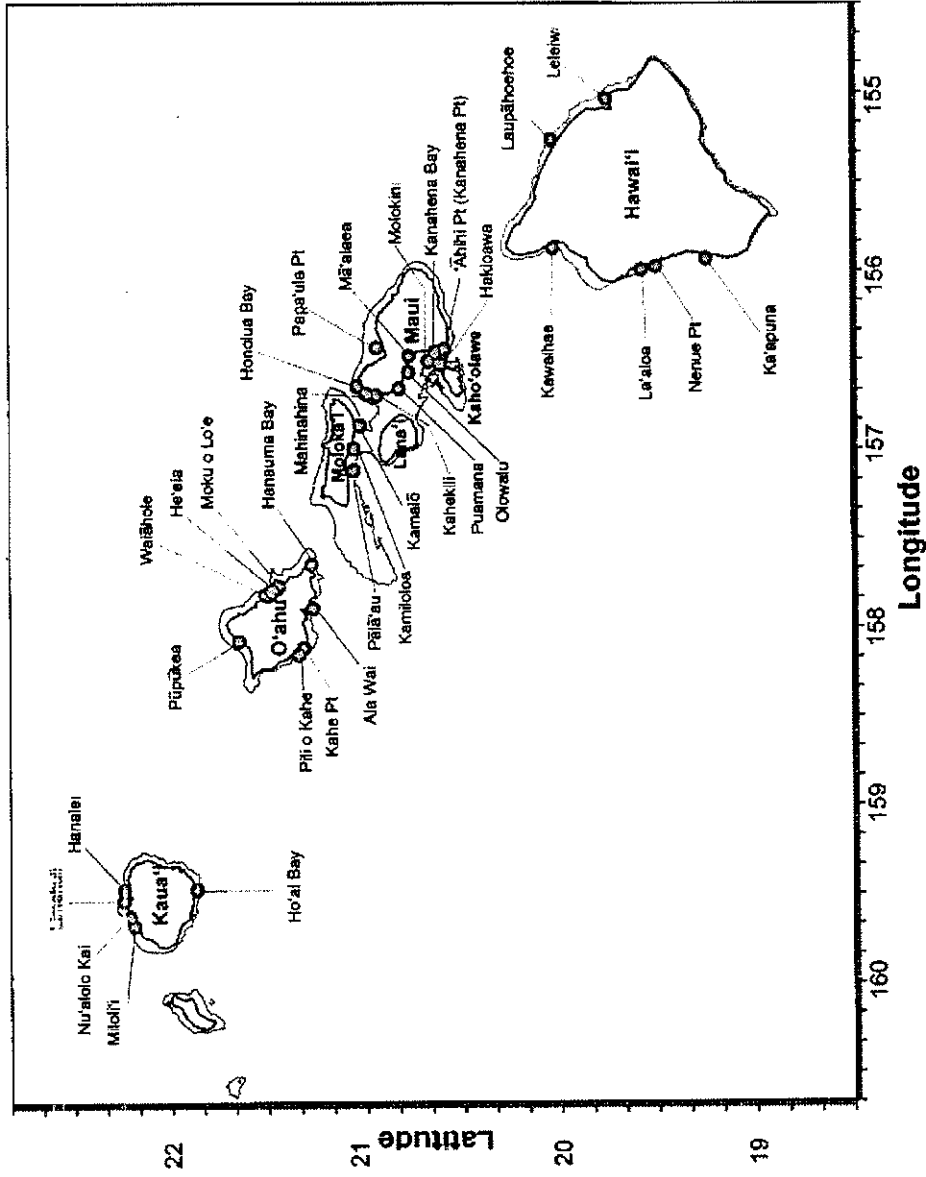 Hanalei
Nu'alolo Kai
Miloli'i
Kaua'i
Ho'ai Bay
Waiāhole
He'eia
Moku o Lo'e
Hanauma Bay
Pūpūkea
O'ahu
Pili o Kahe
Kahe Pt
Ala Wai
Honolua Bay
Mahinahina
Moloka'i
Pālā'au
Kamiloloa
Kamalō
Lāna'i
Kahekili
Puamana
Olowalu
Papa'ula Pt
Mā'alaea
Maui
Molokini
Kanahena Bay
'Āhihi Pt (Kanahena Pt)
Hakioawa
Kaho'olawe
Laupāhoehoe
Leleiwi
Hawai'i
Kawaihae
La'aloa
Nenue Pt
Ka'apuna
Latitude
22
21
20
19
160
159
158
157
156
155
Longitude